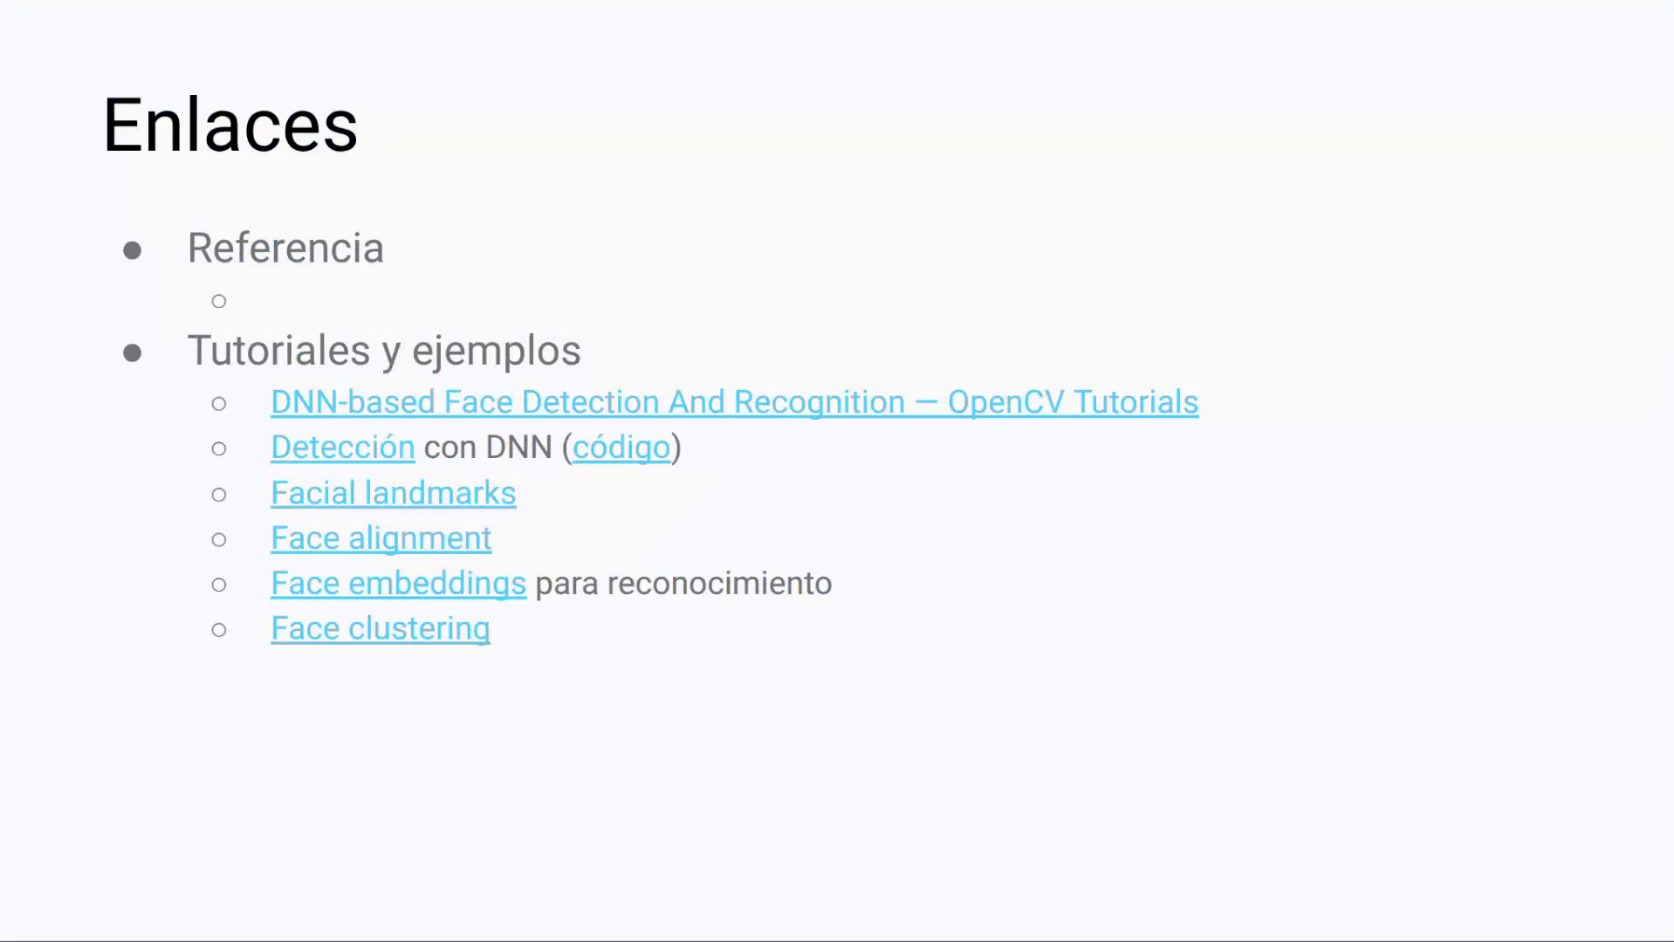 Enlaces
● Referencia
○
● Tutoriales y ejemplos
○ DNN-based Face Detection And Recognition — OpenCV Tutorials
○ Detección con DNN (código)
○ Facial landmarks
○ Face alignment
○ Face embeddings para reconocimiento
○ Face clustering